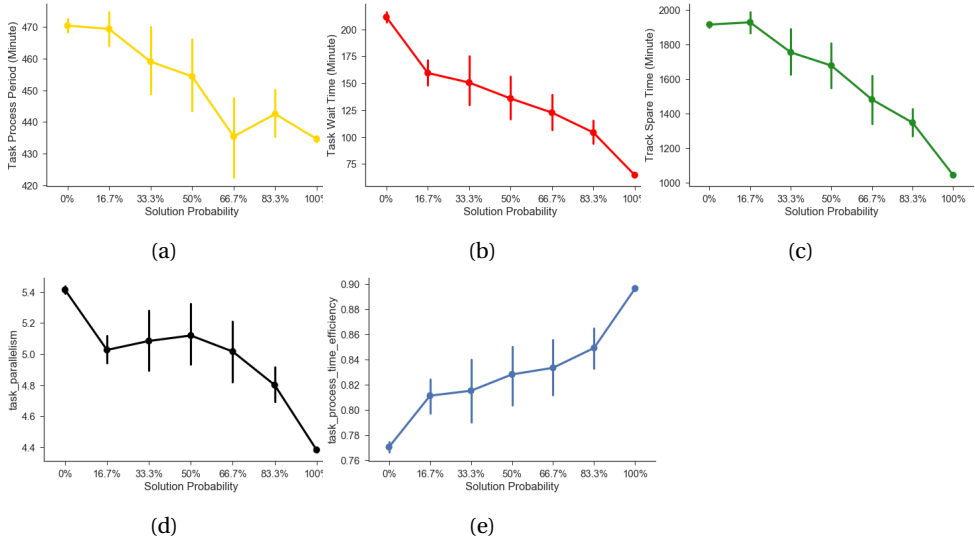 Task Process Period (Minute)
470
460
450
440
430
420
0% 16.7% 33.3% 50% 66.7% 83.3% 100%
Solution Probability
(a)
Task Wait Time (Minute)
200
175
150
125
100
75
0% 16.7% 33.3% 50% 66.7% 83.3% 100%
Solution Probability
(b)
Track Spare Time (Minute)
2000
1800
1600
1400
1200
1000
0% 16.7% 33.3% 50% 66.7% 83.3% 100%
Solution Probability
(c)
task_parallelism
5.4
5.2
5.0
4.8
4.6
4.4
0% 16.7% 33.3% 50% 66.7% 83.3% 100%
Solution Probability
(d)
task_process_time_efficiency
0.90
0.88
0.86
0.84
0.82
0.80
0.78
0.76
0% 16.7% 33.3% 50% 66.7% 83.3% 100%
Solution Probability
(e)